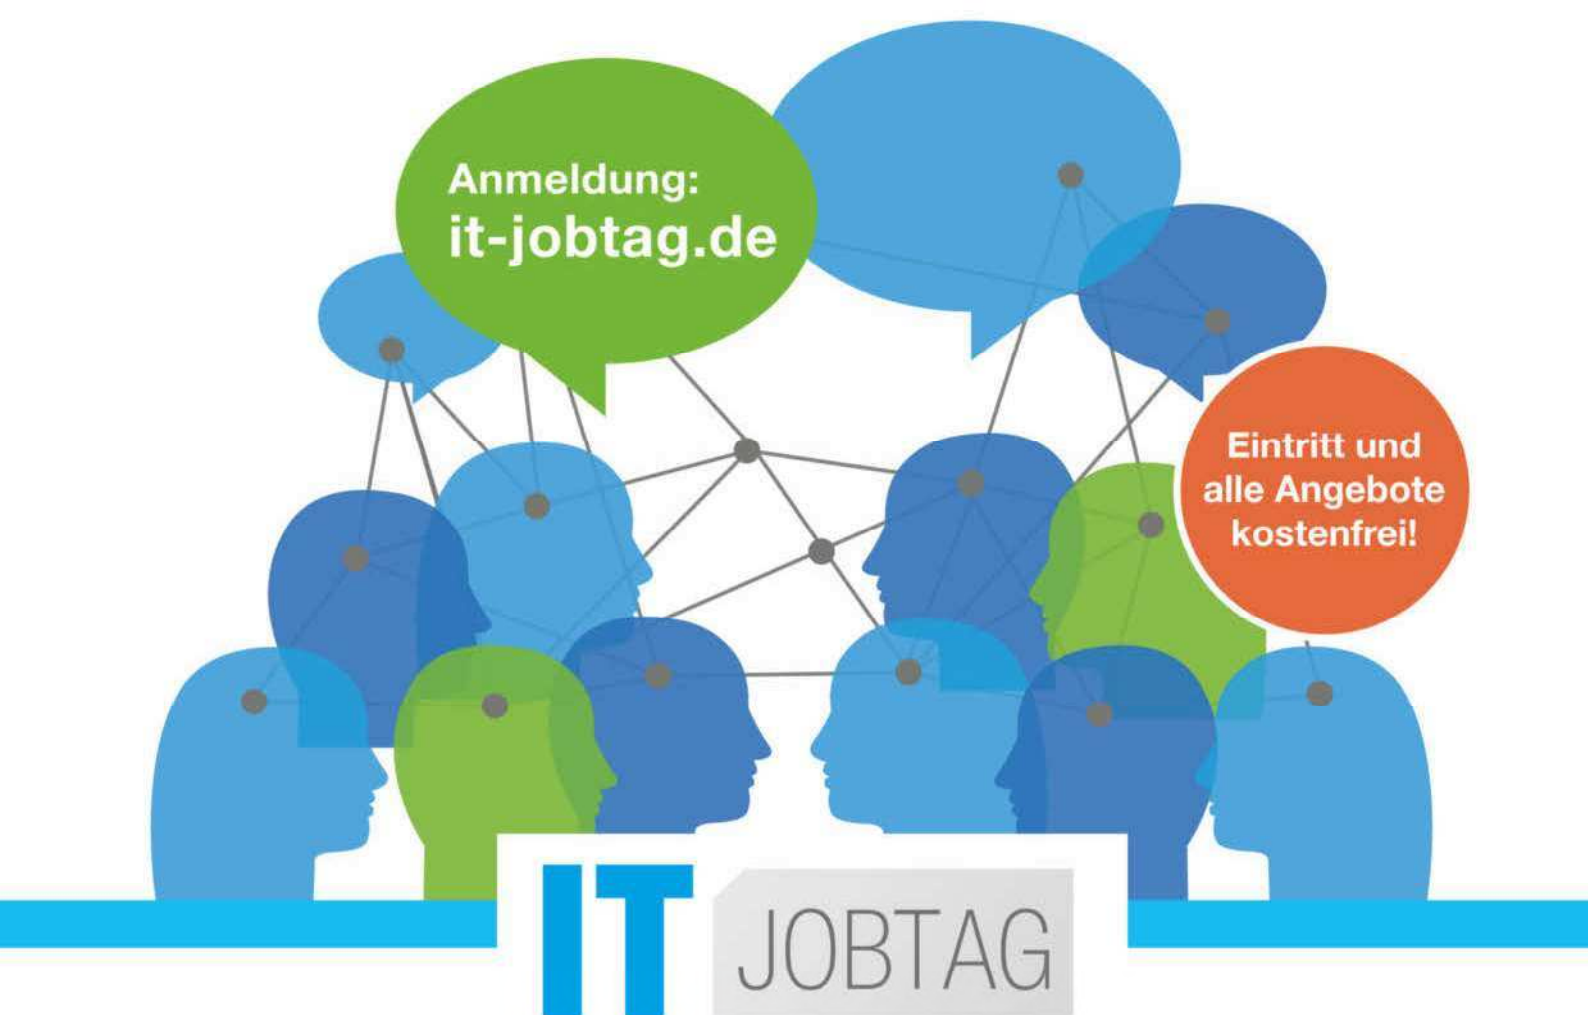 Anmeldung:
it-jobtag.de
Eintritt und
alle Angebote
kostenfrei!
IT JOBTAG